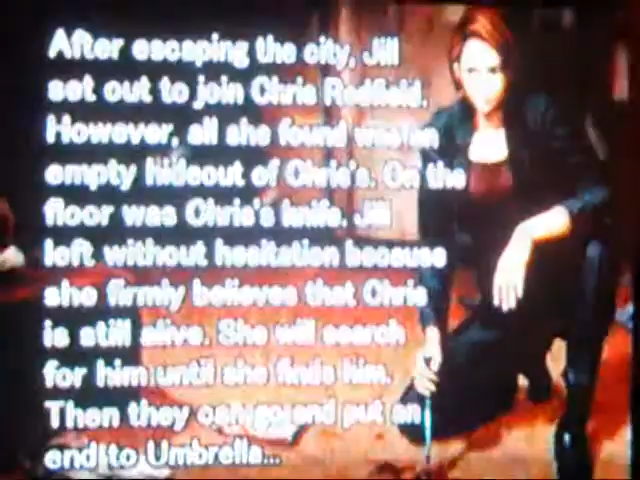 After escaping the city, Jill
set out to join Chris Redfield.
However, all she found was an
empty hideout of Chris's. On the
floor was Chris's knife. Jill
left without hesitation because
she firmly believes that Chris
is still alive. She will search
for him until she finds him.
Then they can go and put an
end to Umbrella...